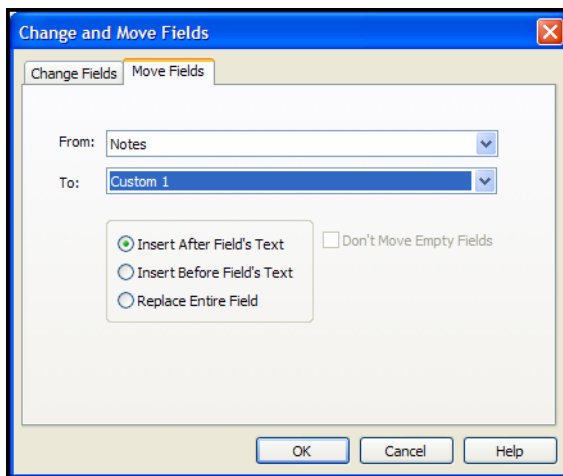 Change and Move Fields
Change Fields Move Fields
From: Notes
To: Custom 1
Insert After Field's Text Don't Move Empty Fields
Insert Before Field's Text
Replace Entire Field
OK Cancel Help